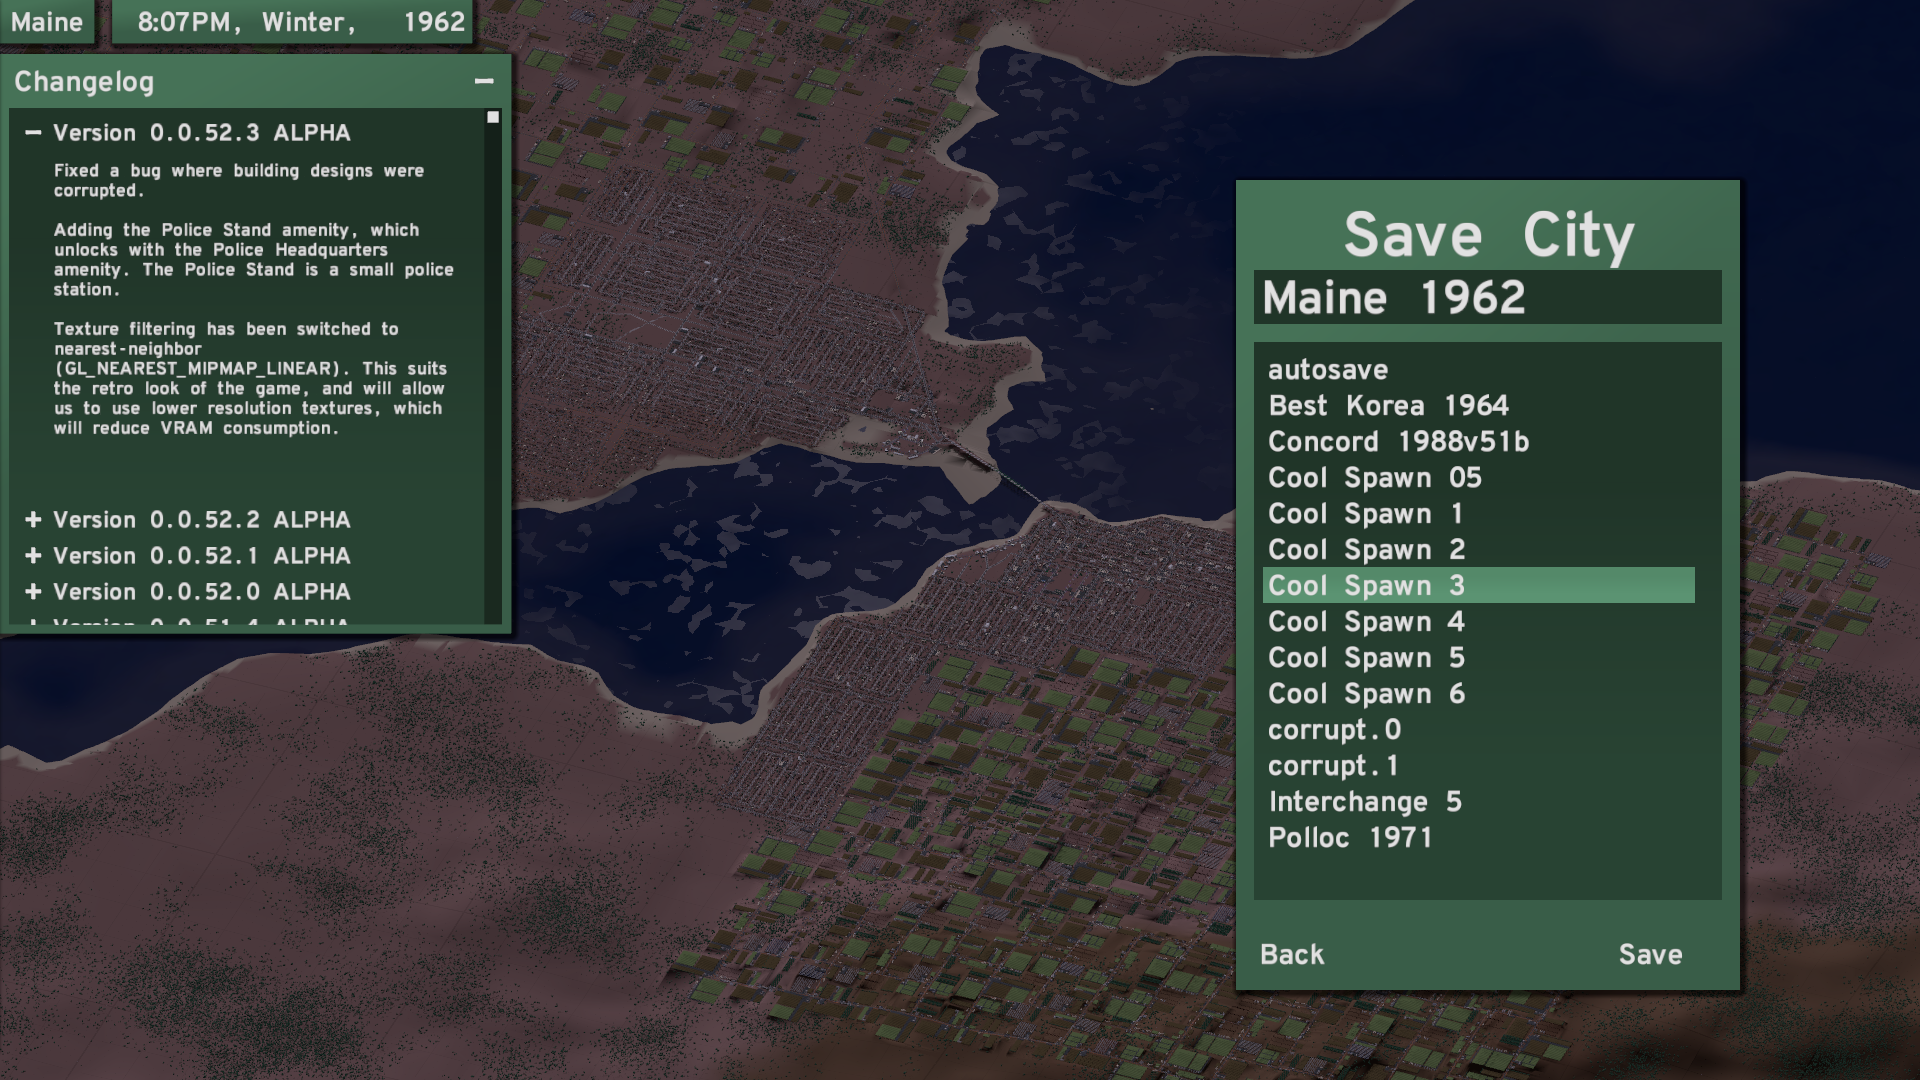 Maine
8:07PM, Winter, 1962
Changelog
Version 0.0.52.3 ALPHA
Fixed a bug where building designs were
corrupted.
Adding the Police Stand amenity, which
unlocks with the Police Headquarters
amenity. The Police Stand is a small police
station.
Texture filtering has been switched to
nearest-neighbor
(GL_NEAREST_MIPMAP_LINEAR). This suits
the retro look of the game, and will allow
us to use lower resolution textures, which
will reduce VRAM consumption.
+ Version 0.0.52.2 ALPHA
+ Version 0.0.52.1 ALPHA
+ Version 0.0.52.0 ALPHA
+ Version 0.0.51.4 ALPHA
Save City
Maine 1962
autosave
Best Korea 1964
Concord 1988v51b
Cool Spawn 05
Cool Spawn 1
Cool Spawn 2
Cool Spawn 3
Cool Spawn 4
Cool Spawn 5
Cool Spawn 6
corrupt.0
corrupt.1
Interchange 5
Polloc 1971
Back
Save